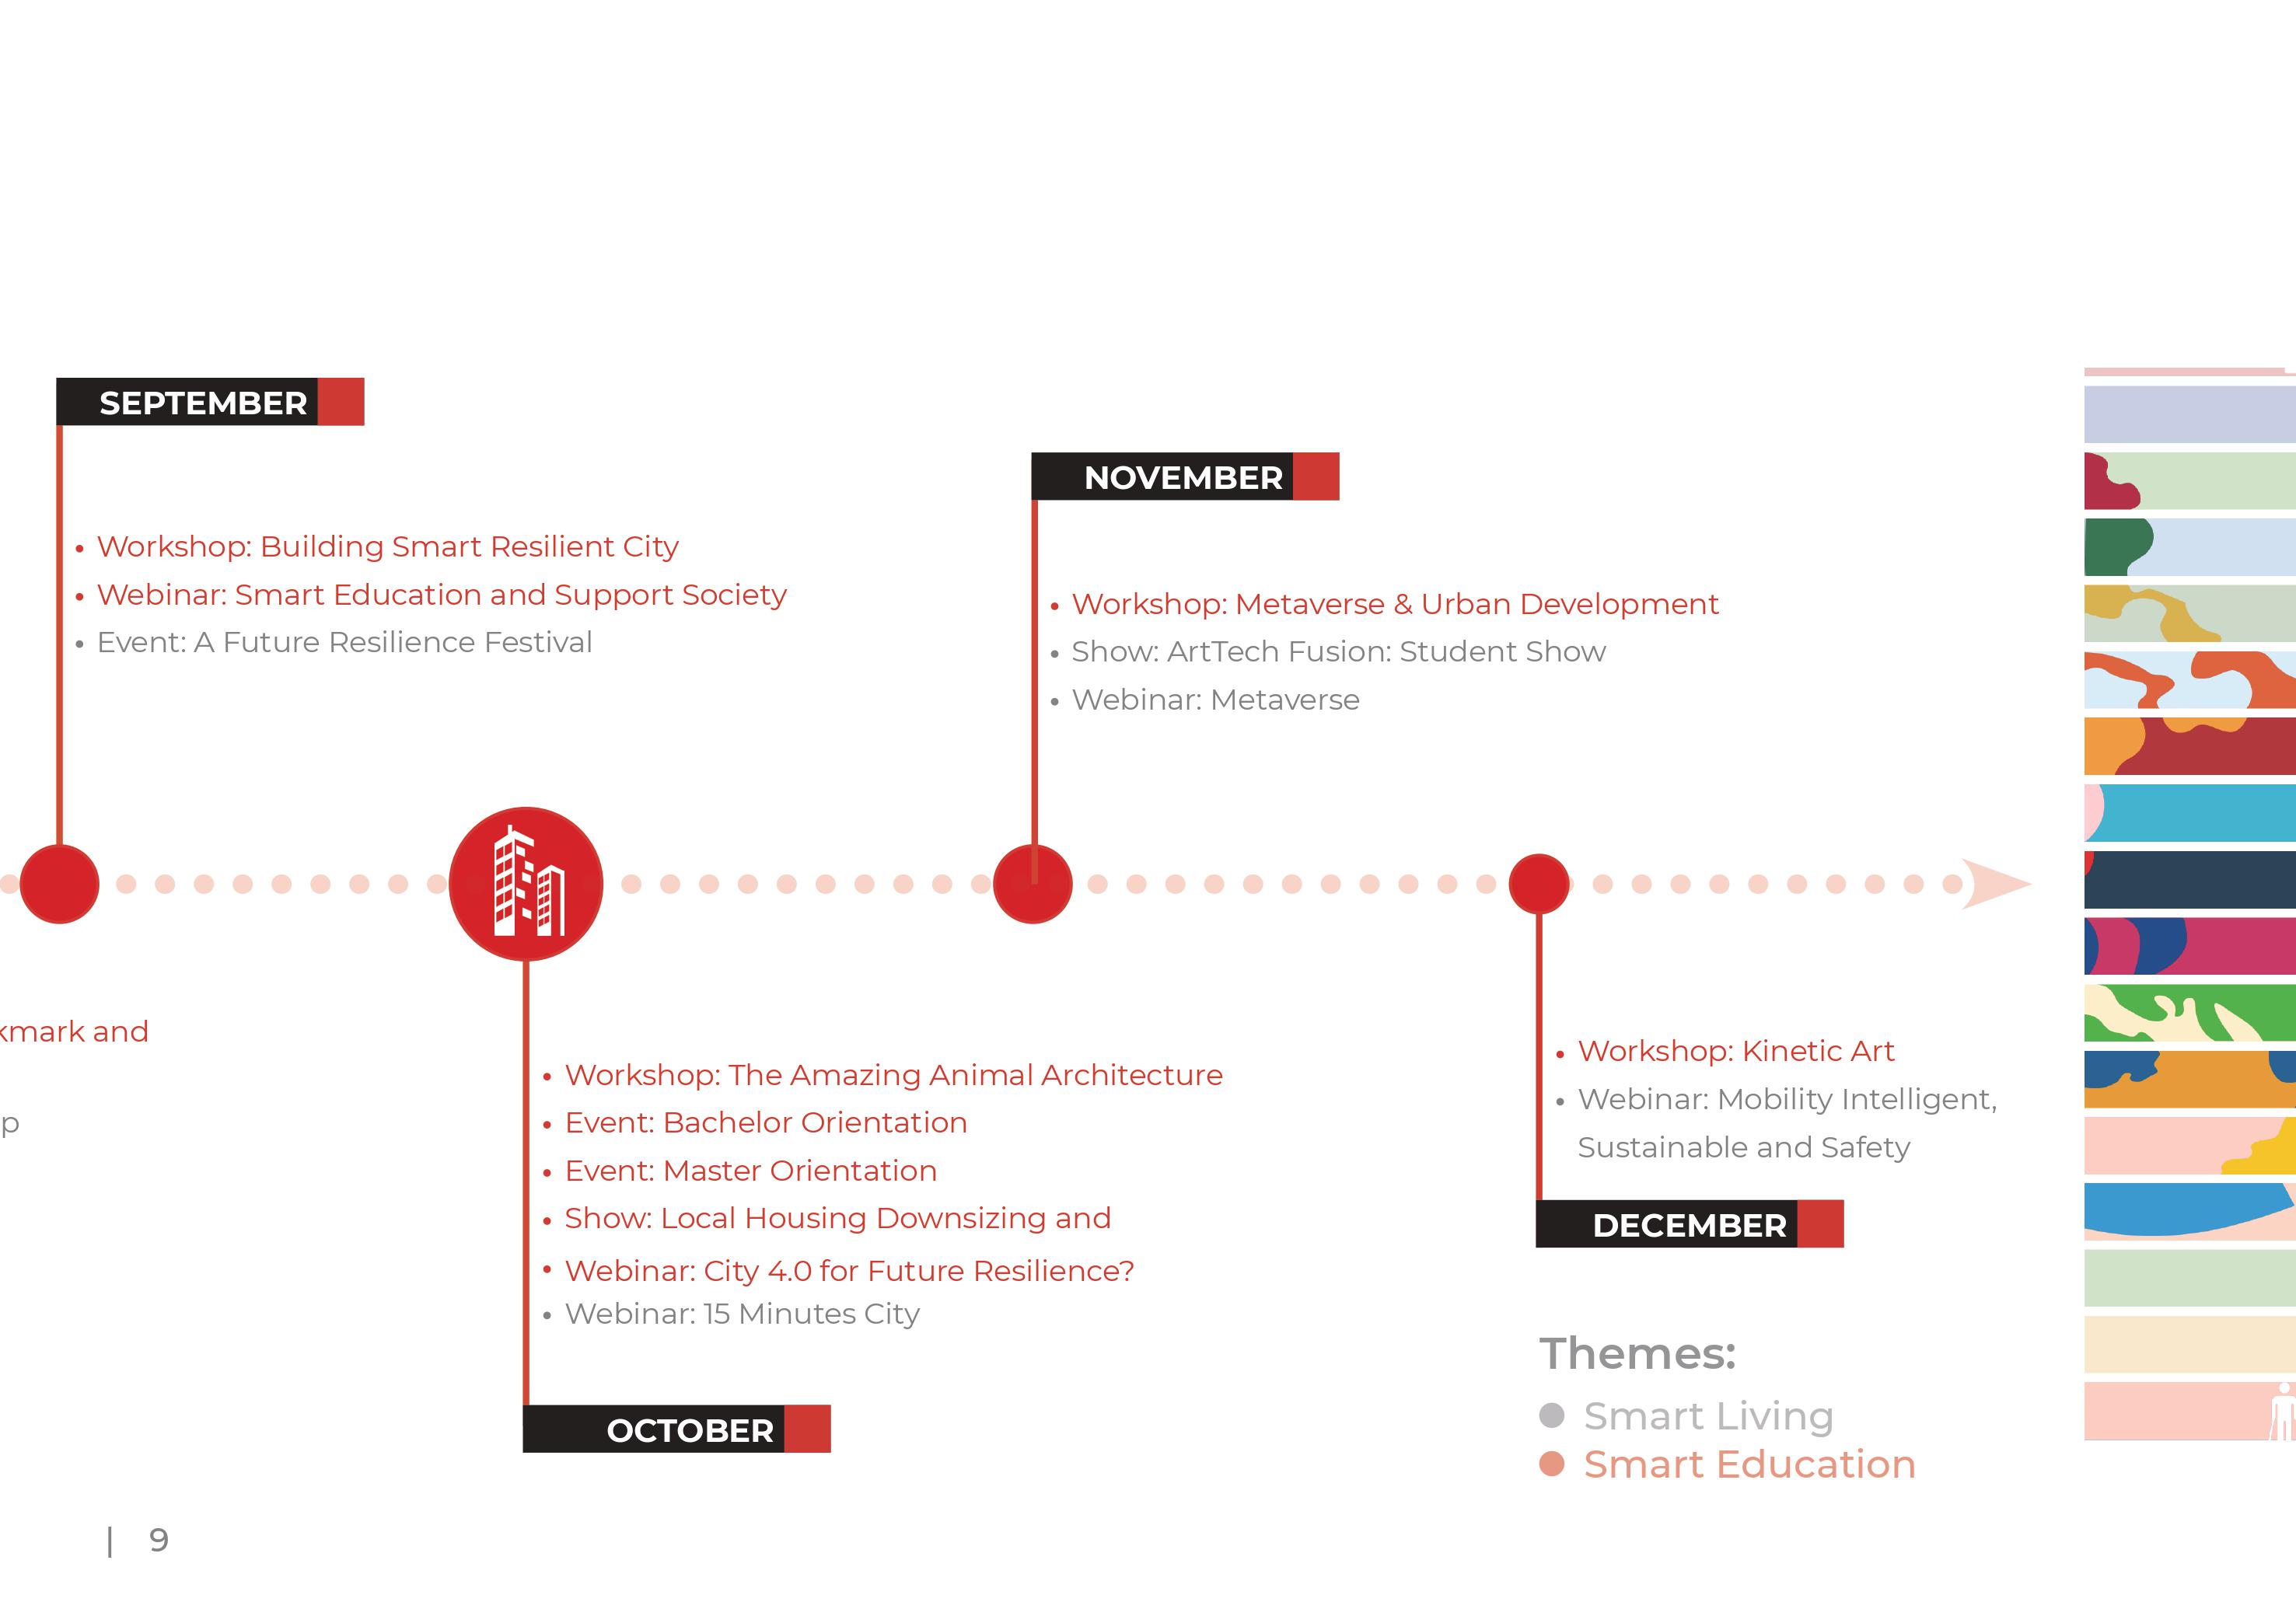 SEPTEMBER
• Workshop: Building Smart Resilient City
• Webinar: Smart Education and Support Society
• Event: A Future Resilience Festival
NOVEMBER
• Workshop: Metaverse & Urban Development
• Show: ArtTech Fusion: Student Show
• Webinar: Metaverse
kmark and
p
• Workshop: The Amazing Animal Architecture
• Event: Bachelor Orientation
• Event: Master Orientation
• Show: Local Housing Downsizing and
• Webinar: City 4.0 for Future Resilience?
• Webinar: 15 Minutes City
OCTOBER
• Workshop: Kinetic Art
• Webinar: Mobility Intelligent,
Sustainable and Safety
DECEMBER
Themes:
Smart Living
Smart Education
| 9